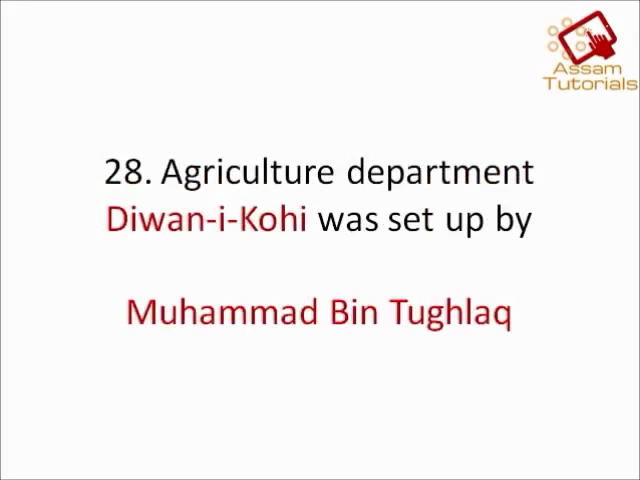 Assam
Tutorials
28. Agriculture department
Diwan-i-Kohi was set up by
Muhammad Bin Tughlaq